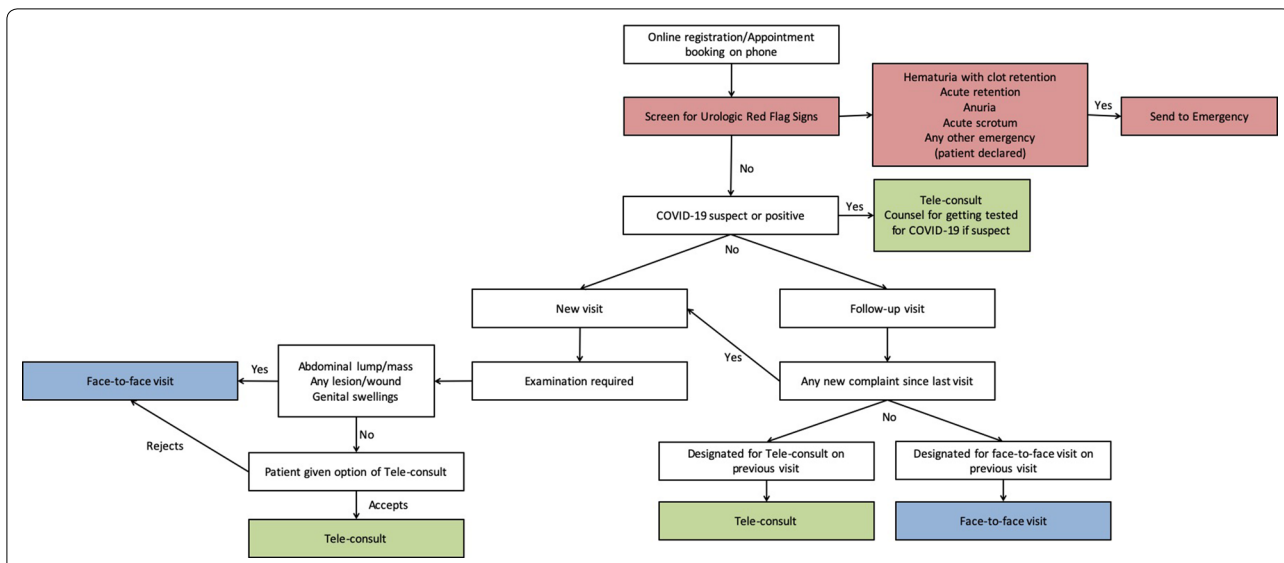 Online registration/Appointment
booking on phone
Screen for Urologic Red Flag Signs
Hematuria with clot retention
Acute retention
Anuria
Acute scrotum
Any other emergency
(patient declared)
Yes
Send to Emergency
No
COVID-19 suspect or positive
Yes
Tele-consult
Counsel for getting tested
for COVID-19 if suspect
No
New visit
Follow-up visit
Yes
Face-to-face visit
Yes
Abdominal lump/mass
Any lesion/wound
Genital swellings
Examination required
Any new complaint since last visit
No
No
Rejects
Patient given option of Tele-consult
Designated for Tele-consult on
previous visit
Designated for face-to-face visit on
previous visit
Accepts
Tele-consult
Tele-consult
Face-to-face visit